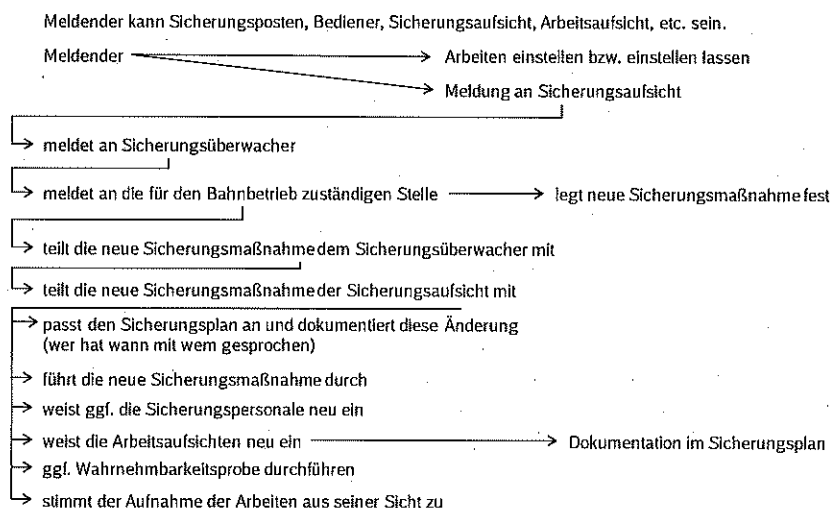 Meldender kann Sicherungsposten, Bediener, Sicherungsaufsicht, Arbeitsaufsicht, etc. sein.
Meldender Arbeiten einstellen bzw. einstellen lassen
Meldung an Sicherungsaufsicht
meldet an Sicherungsüberwacher
meldet an die für den Bahnbetrieb zuständigen Stelle legt neue Sicherungsmaßnahme fest
teilt die neue Sicherungsmaßnahme dem Sicherungsüberwacher mit
teilt die neue Sicherungsmaßnahme der Sicherungsaufsicht mit
passt den Sicherungsplan an und dokumentiert diese Änderung
(wer hat wann mit wem gesprochen)
führt die neue Sicherungsmaßnahme durch
weist ggf. die Sicherungspersonale neu ein
weist die Arbeitsaufsichten neu ein Dokumentation im Sicherungsplan
ggf. Wahrnehmbarkeitsprobe durchführen
stimmt der Aufnahme der Arbeiten aus seiner Sicht zu